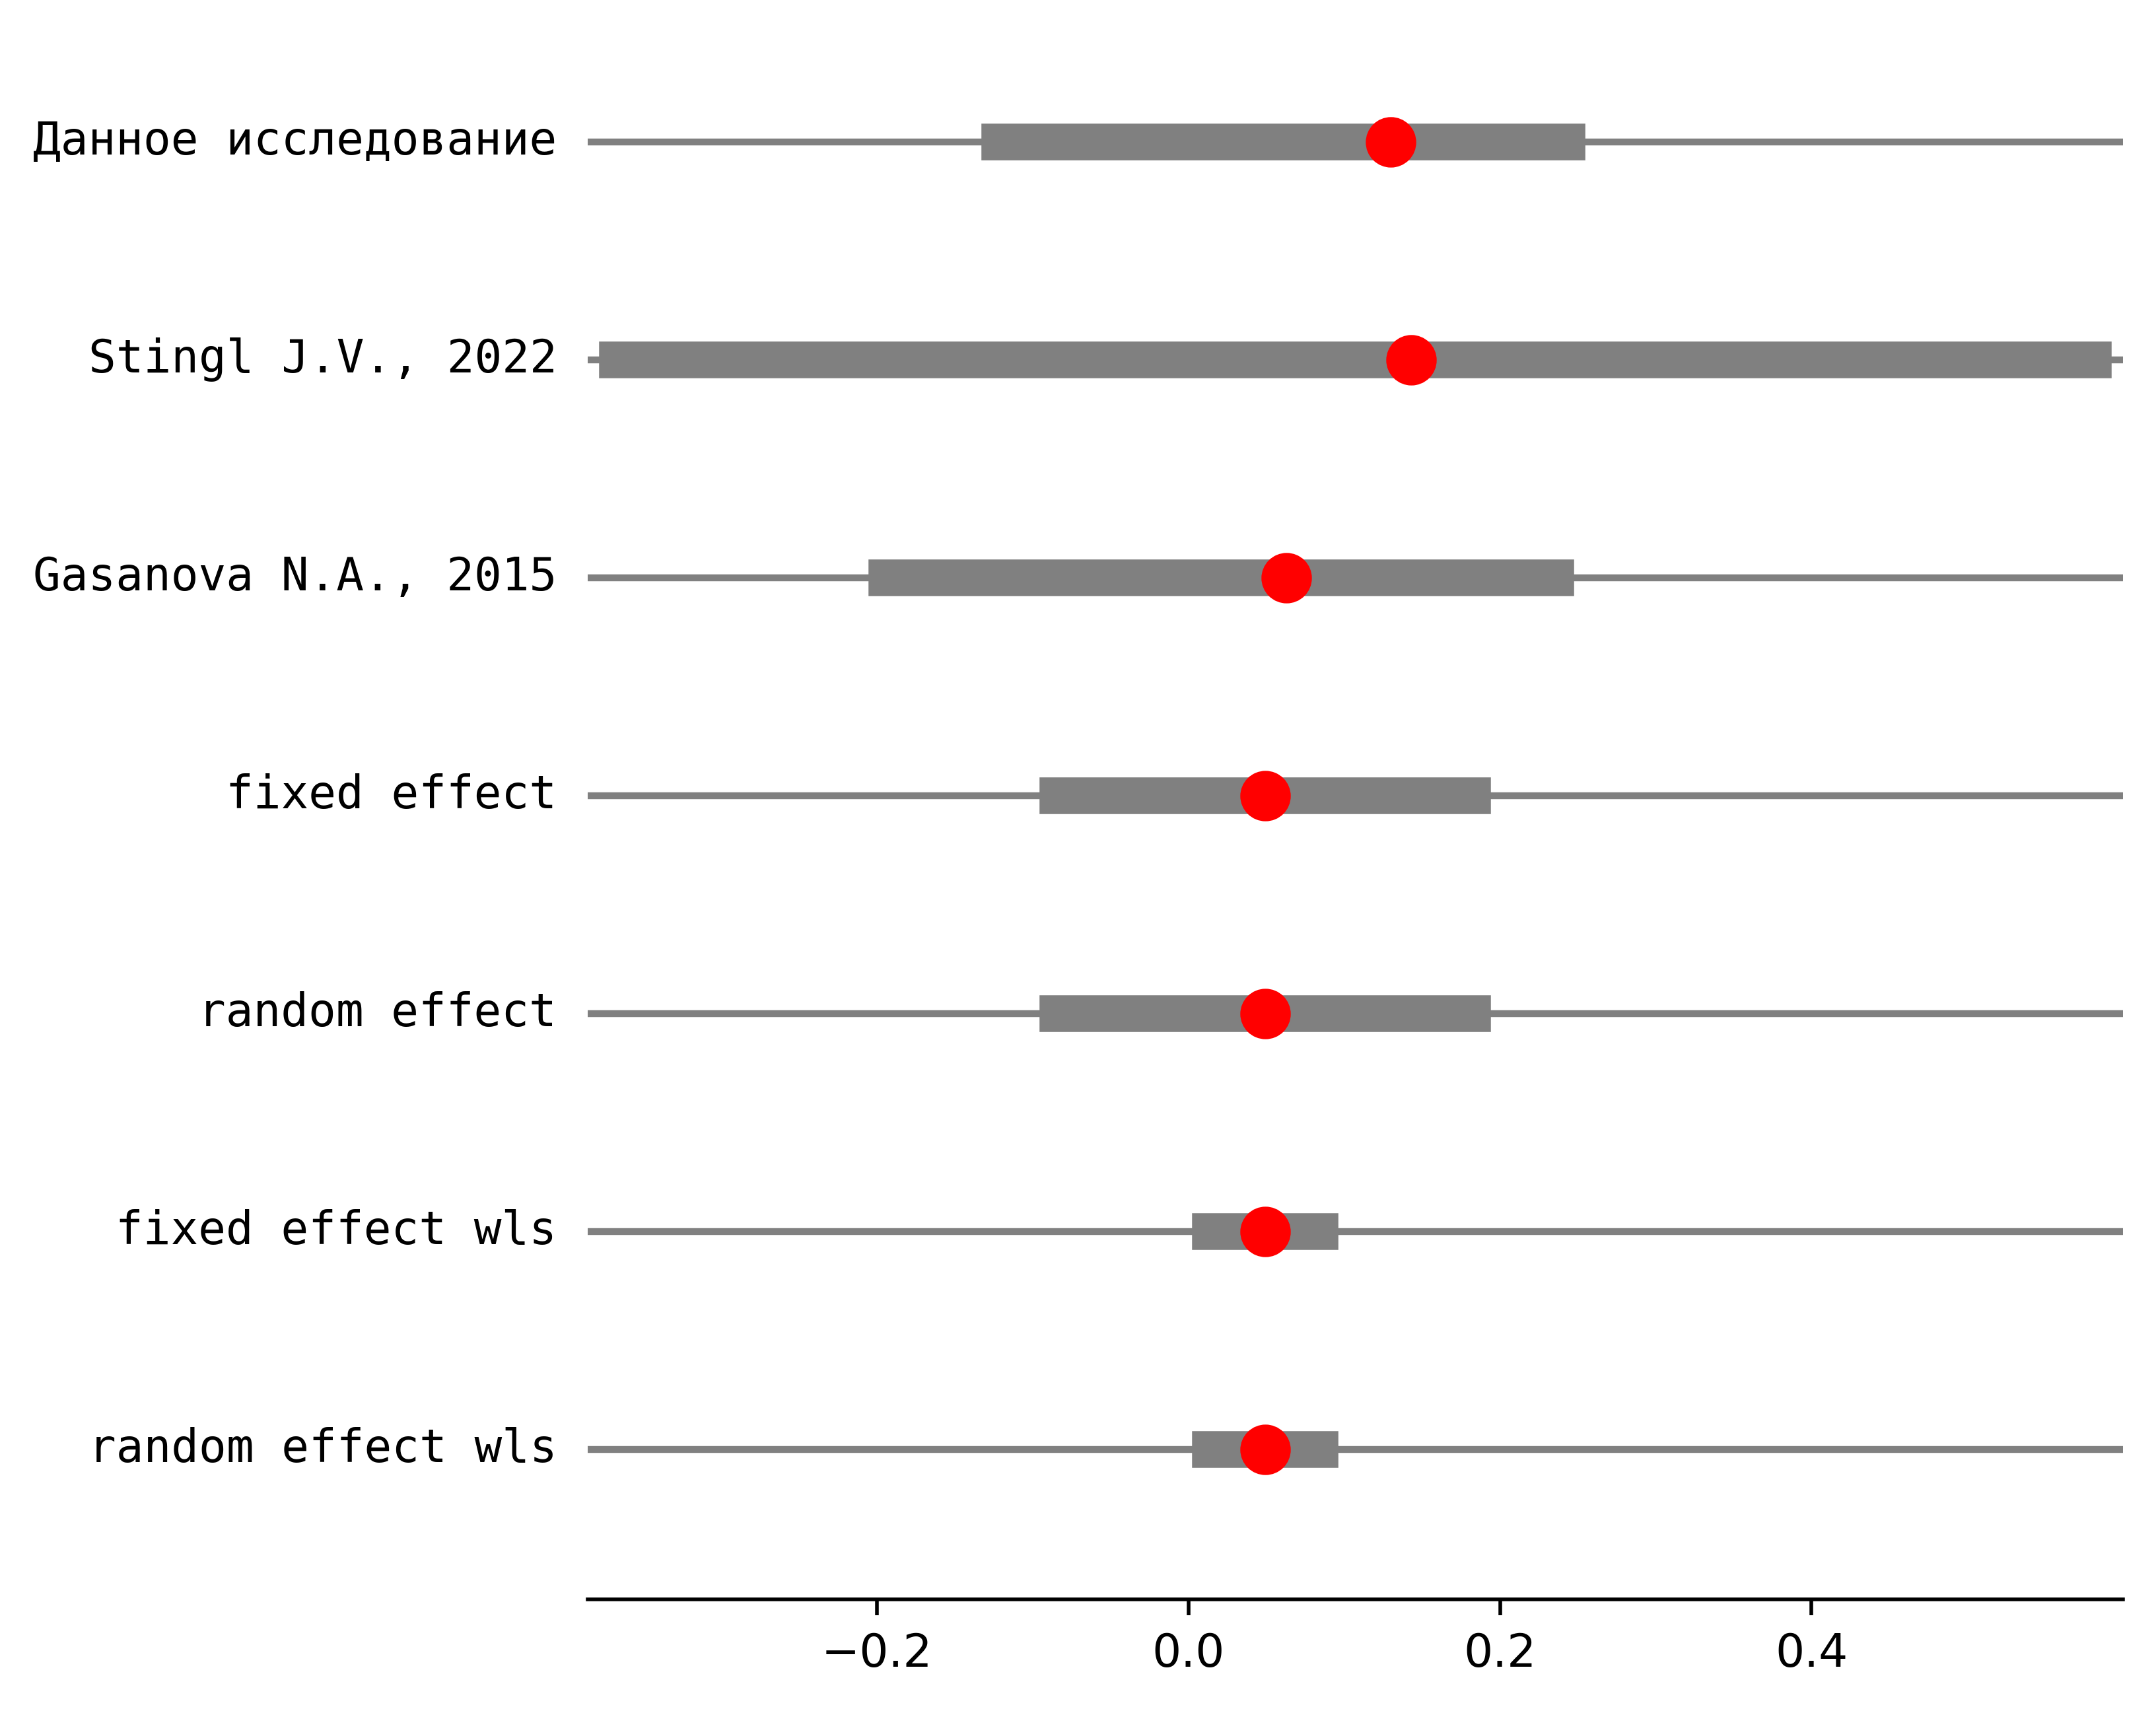 Данное исследование
Stingl J.V., 2022
Gasanova N.A., 2015
fixed effect
random effect
fixed effect wls
random effect wls
−0.2 0.0 0.2 0.4